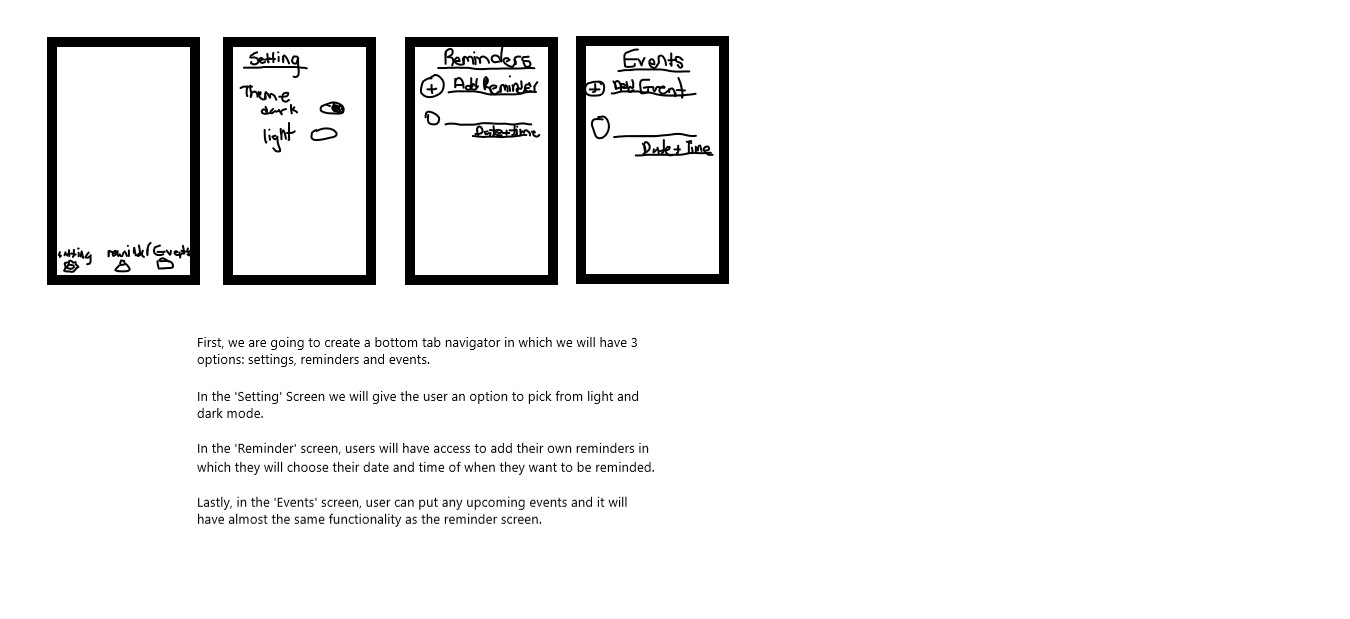 setting Events
Setting
Theme
dark
light
Reminders
Add Reminder
Date+time
Events
Add Event
Date + Time
First, we are going to create a bottom tab navigator in which we will have 3
options: settings, reminders and events.
In the 'Setting' Screen we will give the user an option to pick from light and
dark mode.
In the 'Reminder' screen, users will have access to add their own reminders in
which they will choose their date and time of when they want to be reminded.
Lastly, in the 'Events' screen, user can put any upcoming events and it will
have almost the same functionality as the reminder screen.